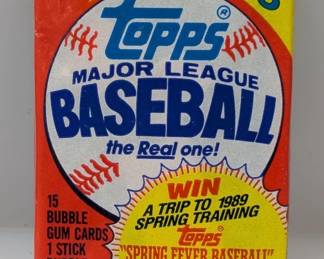 topps®
MAJOR LEAGUE
BASEBALL
the Real one!
15
BUBBLE
GUM CARDS
1 STICK
WIN
A TRIP TO 1989
SPRING TRAINING
Topps
"SPRING FEVER BASEBALL"